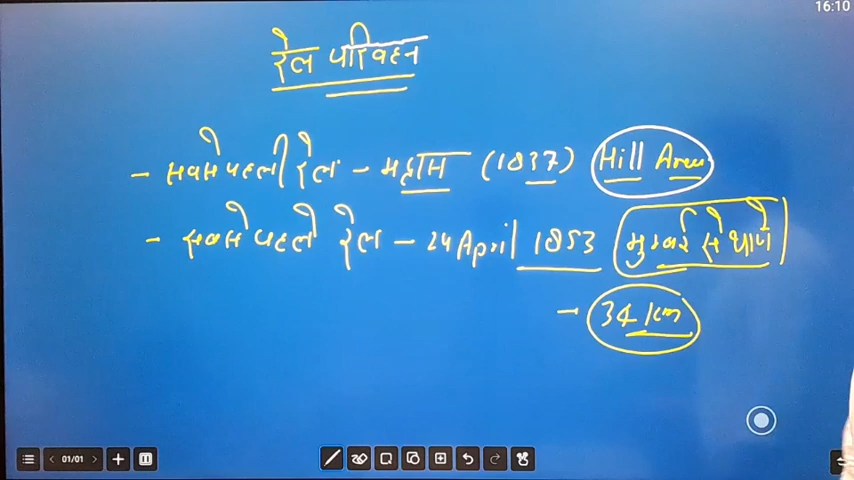 16:10
रेल परिवहन
- सबसे पहली रेल - मद्रास (1837) Hill Area
- सबसे पहले रेल - 24 April 1853 मुम्बई से थाणे
- 34 km
01/01